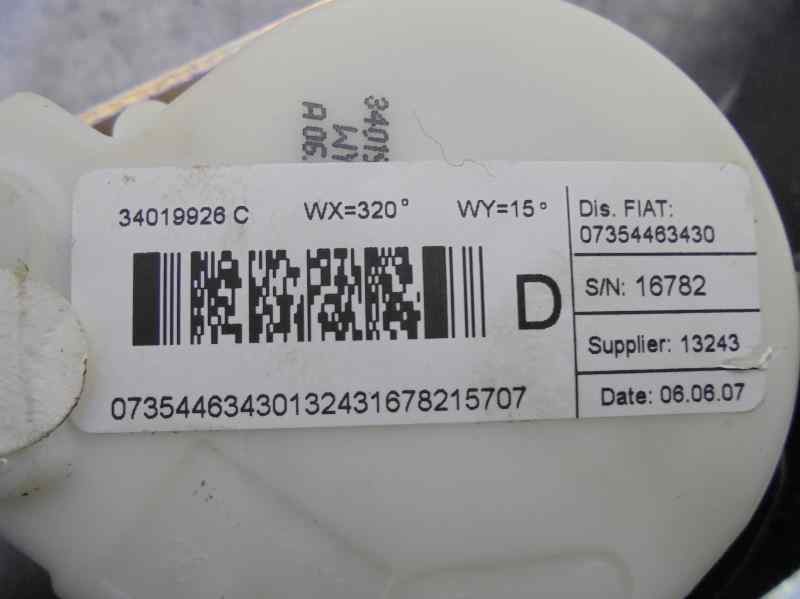 34019926 C WX=320° WY=15°
D
07354463430132431678215707
Dis. FIAT:
07354463430
S/N: 16782
Supplier: 13243
Date: 06.06.07